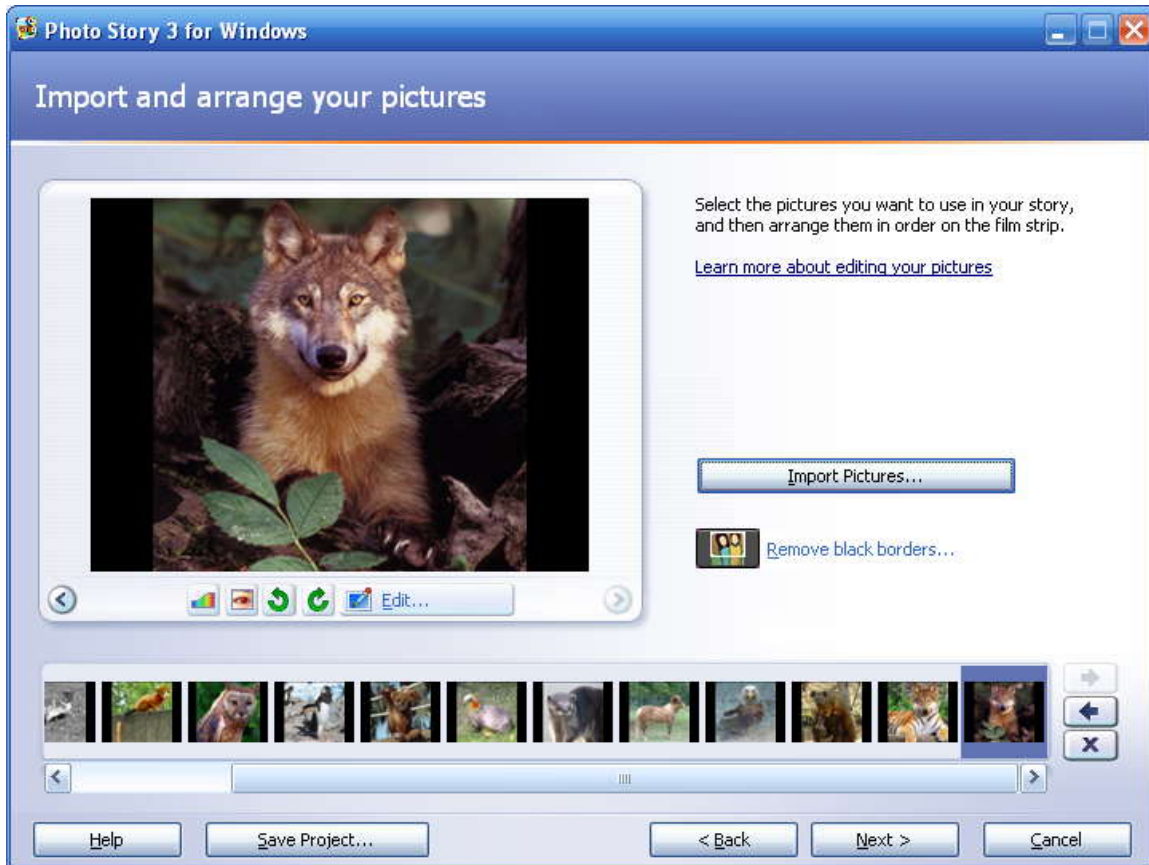 Photo Story 3 for Windows
Import and arrange your pictures
Select the pictures you want to use in your story,
and then arrange them in order on the film strip.
Learn more about editing your pictures
Import Pictures...
Remove black borders...
Edit...
Help
Save Project...
< Back
Next >
Cancel